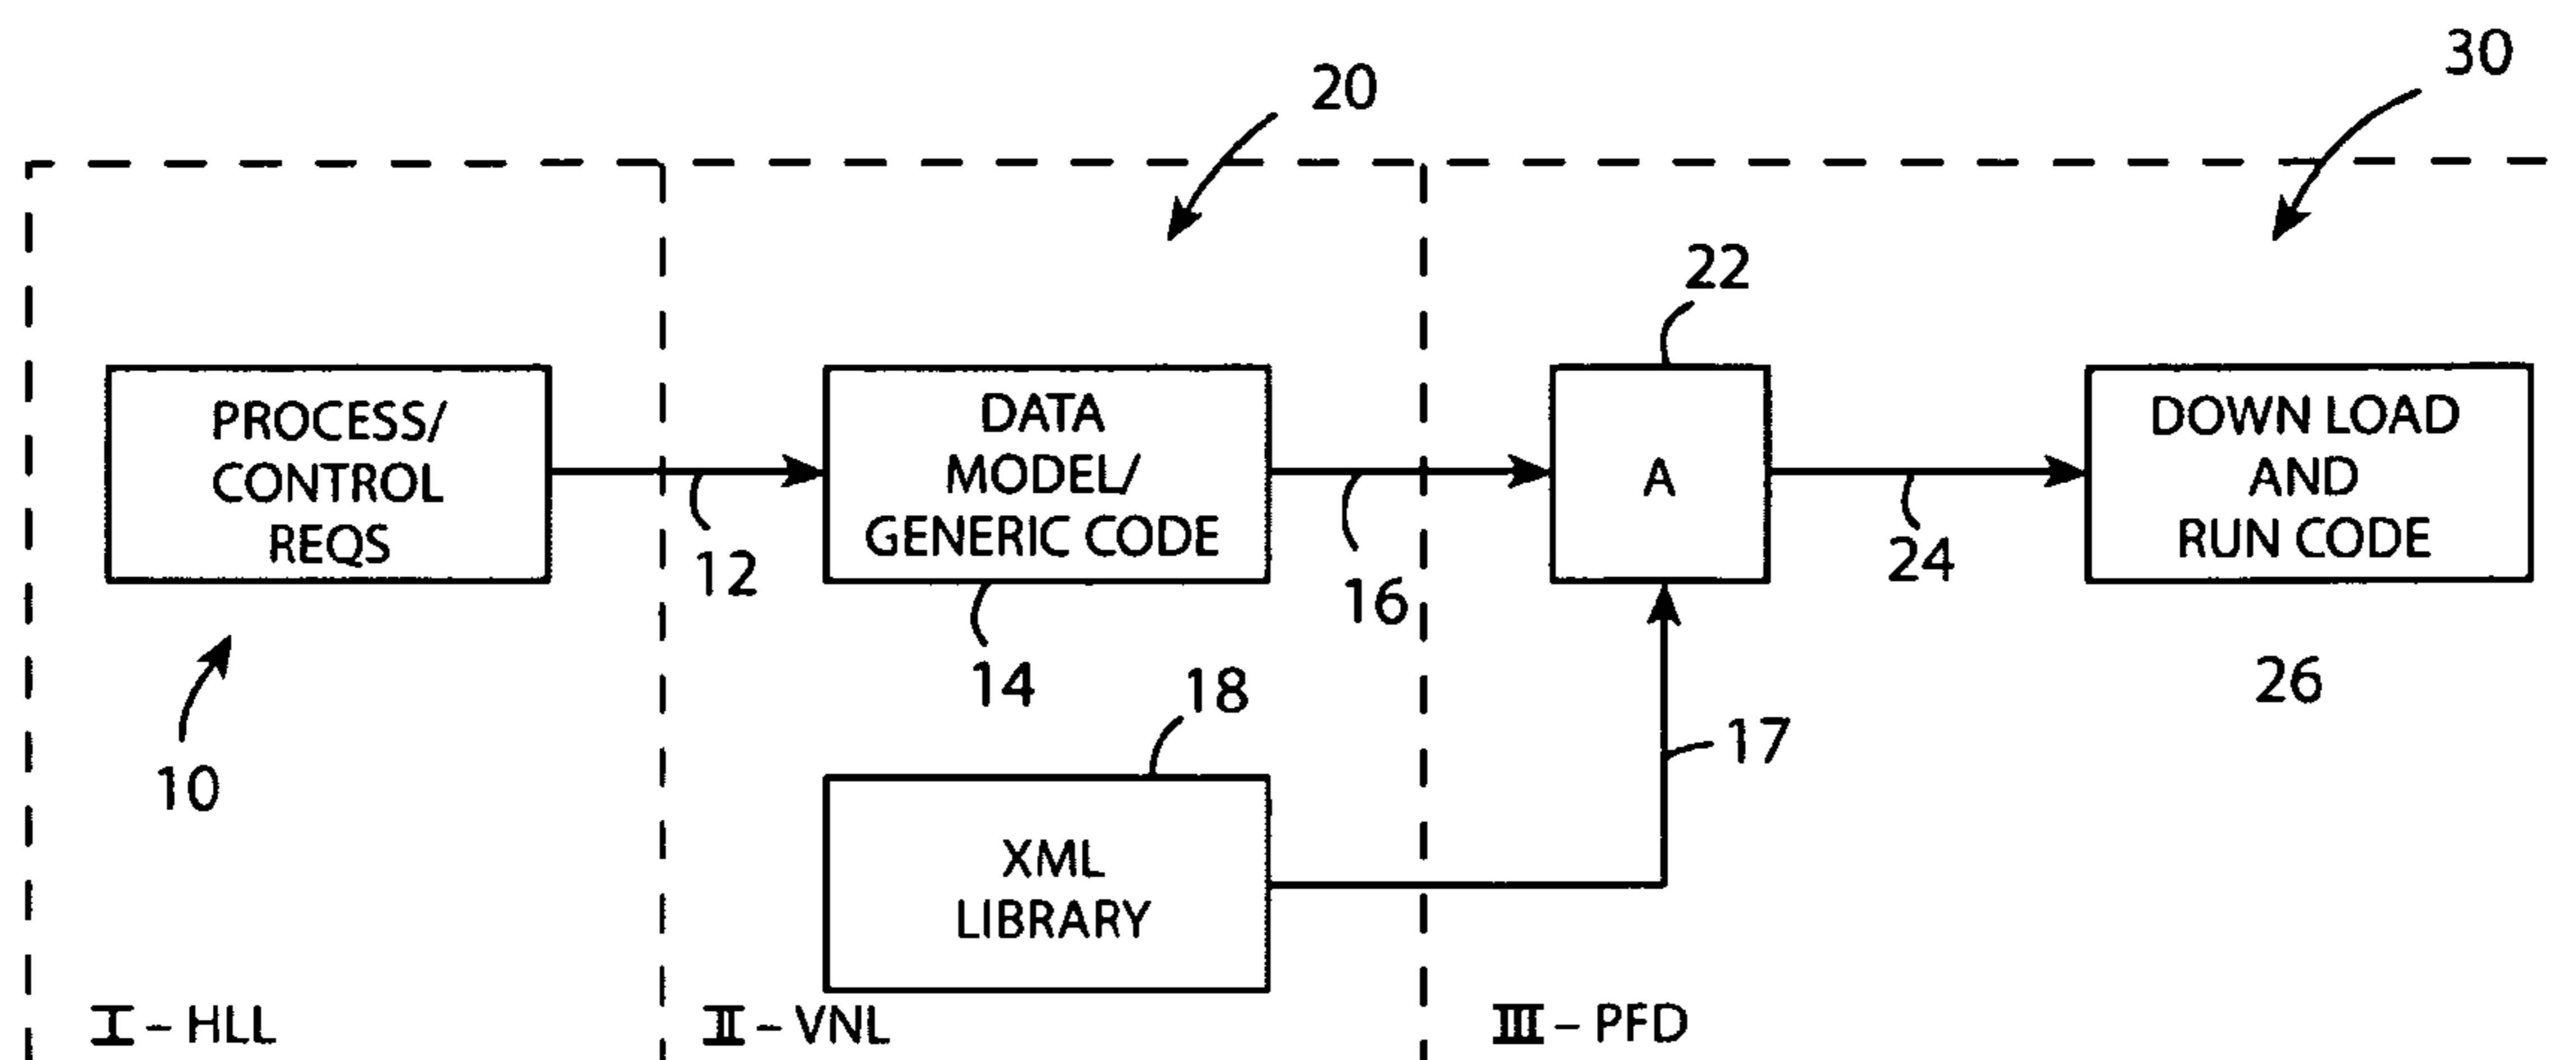 20
30
22
PROCESS/
CONTROL
REQS
DATA
MODEL/
GENERIC CODE
A
DOWN LOAD
AND
RUN CODE
12
16
24
14
18
17
26
10
XML
LIBRARY
I - HLL
II - VNL
III - PFD